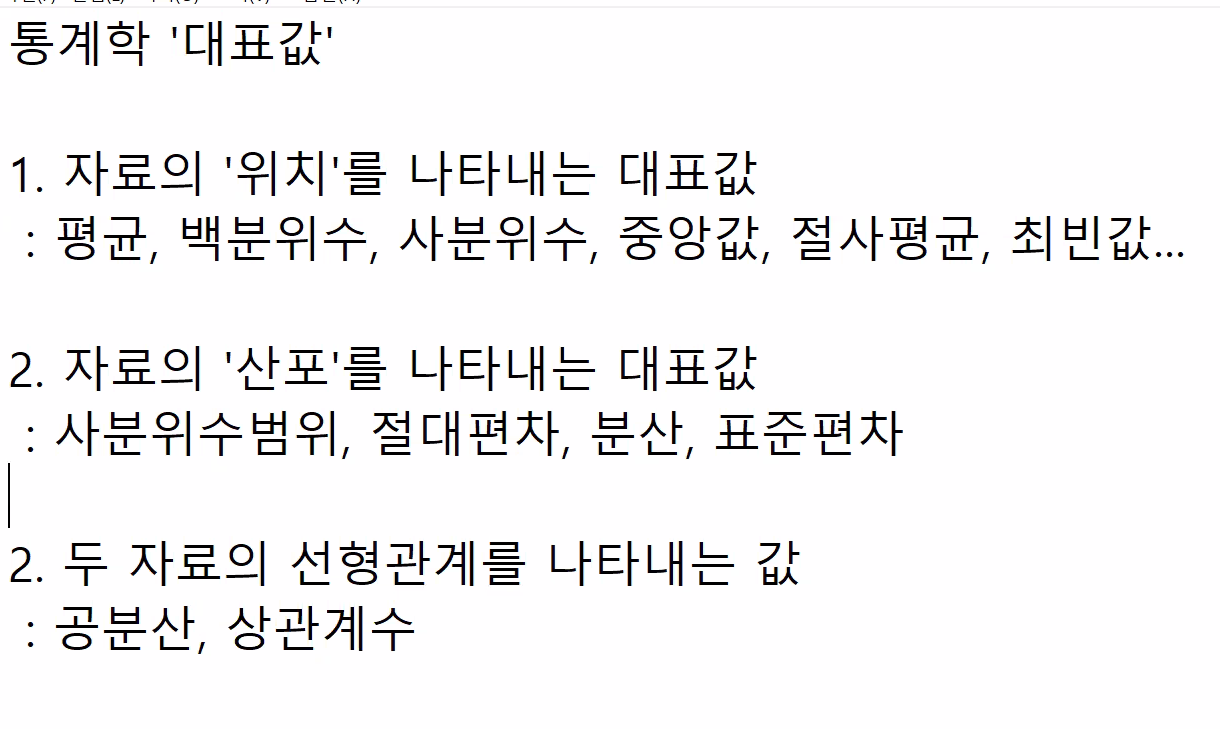 통계학 '대표값'
1. 자료의 '위치'를 나타내는 대표값
: 평균, 백분위수, 사분위수, 중앙값, 절사평균, 최빈값...
2. 자료의 '산포'를 나타내는 대표값
: 사분위수범위, 절대편차, 분산, 표준편차
2. 두 자료의 선형관계를 나타내는 값
: 공분산, 상관계수